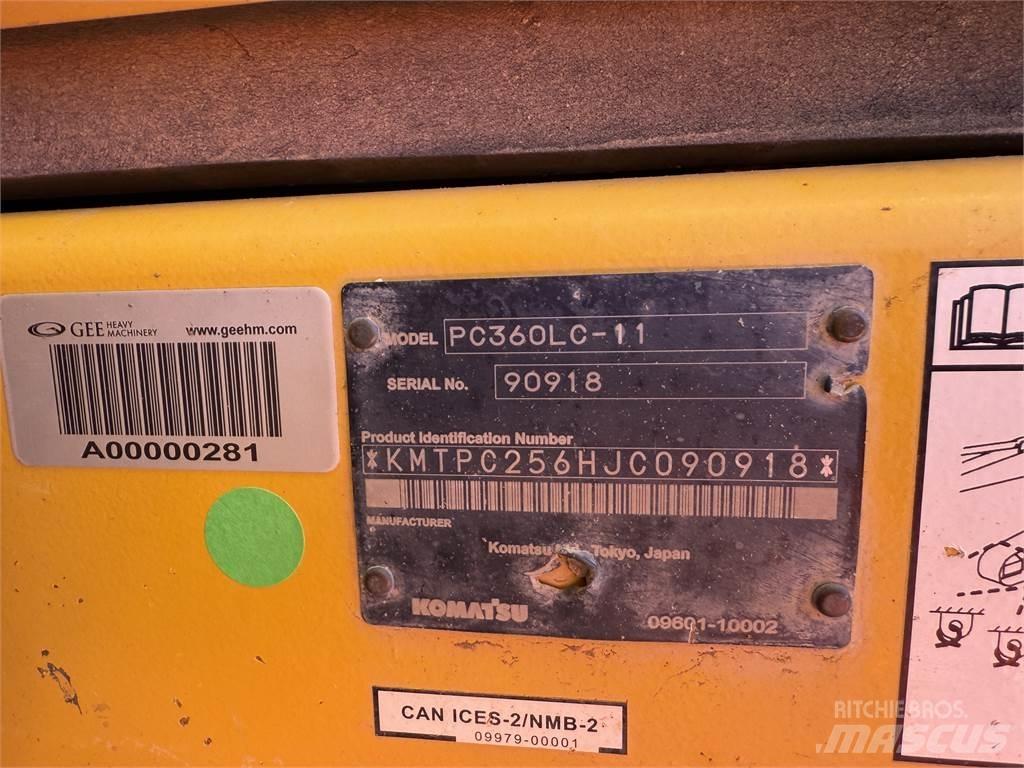 GEE HEAVY MACHINERY www.geehm.com
A00000281
MODEL PC360LC-11
SERIAL No. 90918
Product Identification Number
*KMTPC256HJC090918*
MANUFACTURER
Komatsu Tokyo, Japan
KOMATSU 09601-10002
CAN ICES-2/NMB-2
09979-00001
RITCHIEBROS.
MASCUS